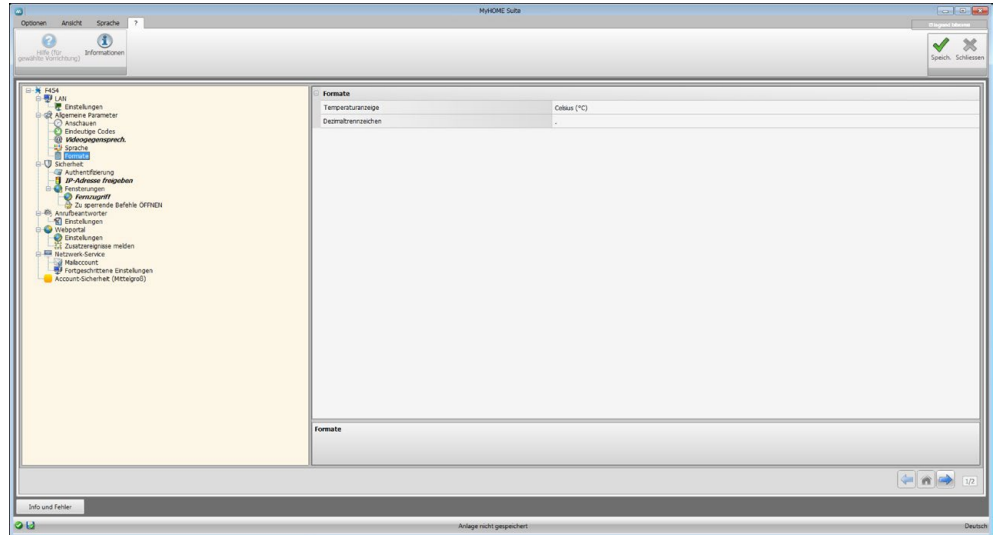 MyHOME Suite
Optionen Ansicht Sprache ?
Hilfe (für
gewählte Vorrichtung)
Informationen
Speich. Schliessen
F454
LAN
Einstellungen
Allgemeine Parameter
Anschauen
Eindeutige Codes
Videogegensprech.
Sprache
Formate
Sicherheit
Authentifizierung
IP-Adresse freigeben
Fensterungen
Fernzugriff
Zu sperrende Befehle ÖFFNEN
Anrufbeantworter
Einstellungen
Webportal
Einstellungen
Zusatzereignisse melden
Netzwerk-Service
Mailaccount
Fortgeschrittene Einstellungen
Account-Sicherheit (Mittelgroß)
Formate
Temperaturanzeige Celsius (°C)
Dezimaltrennzeichen .
Formate
1/2
Info und Fehler
Anlage nicht gespeichert
Deutsch